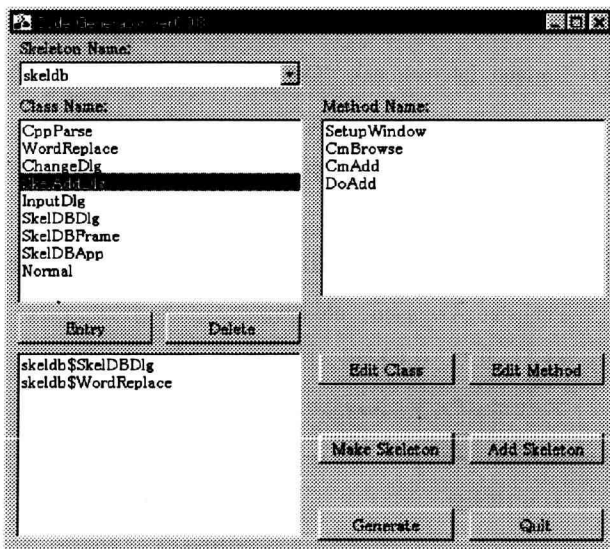 Skeleton Name:
skeldb
Class Name:
Method Name:
CppParse
WordReplace
ChangeDlg
InputDlg
SkelDBDlg
SkelDBFrame
SkelDBApp
Normal
SetupWindow
CmBrowse
CmAdd
DoAdd
Entry
Delete
skeldb$SkelDBDlg
skeldb$WordReplace
Edit Class
Edit Method
Make Skeleton
Add Skeleton
Generate
Quit